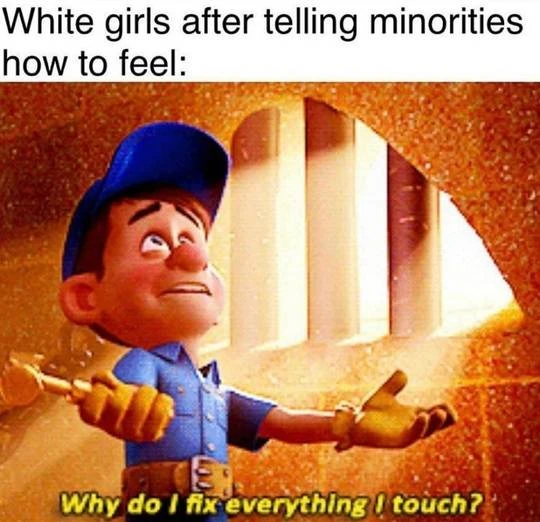 White girls after telling minorities
how to feel:
Why do I fix everything I touch?